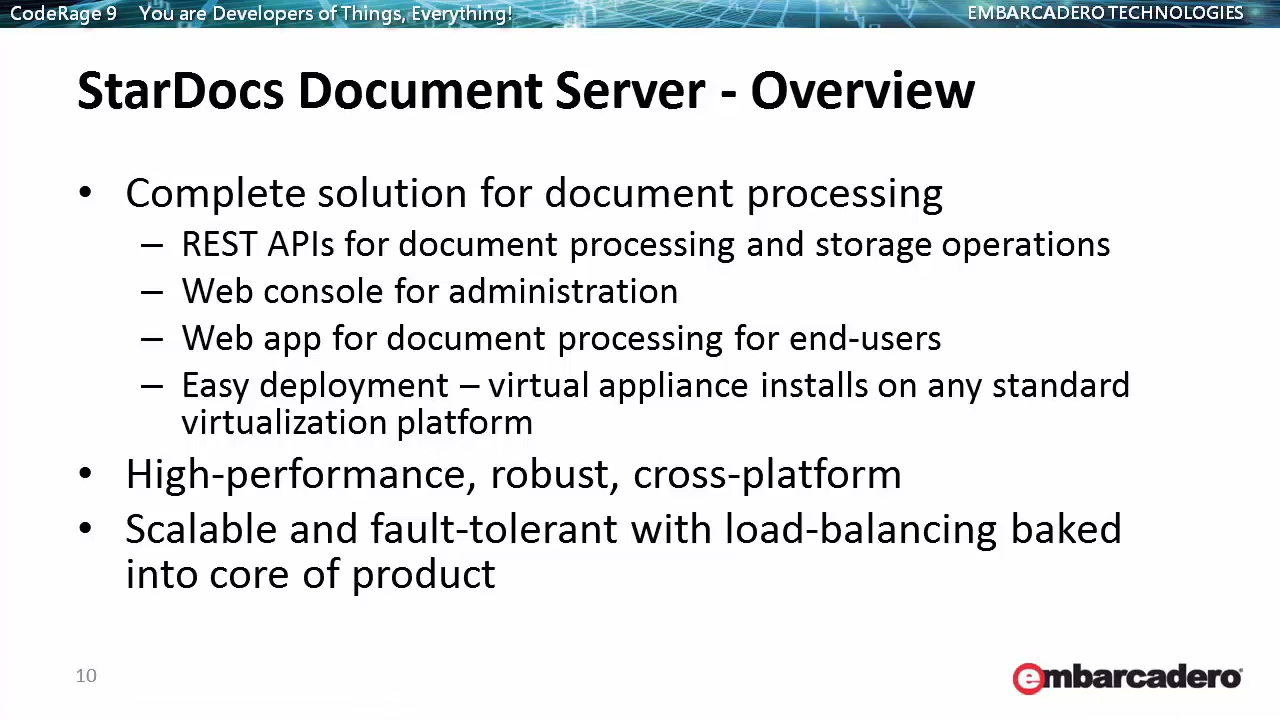 CodeRage 9 You are Developers of Things, Everything!
EMBARCADERO TECHNOLOGIES
StarDocs Document Server - Overview
• Complete solution for document processing
– REST APIs for document processing and storage operations
– Web console for administration
– Web app for document processing for end-users
– Easy deployment – virtual appliance installs on any standard
virtualization platform
• High-performance, robust, cross-platform
• Scalable and fault-tolerant with load-balancing baked
into core of product
10
embarcadero